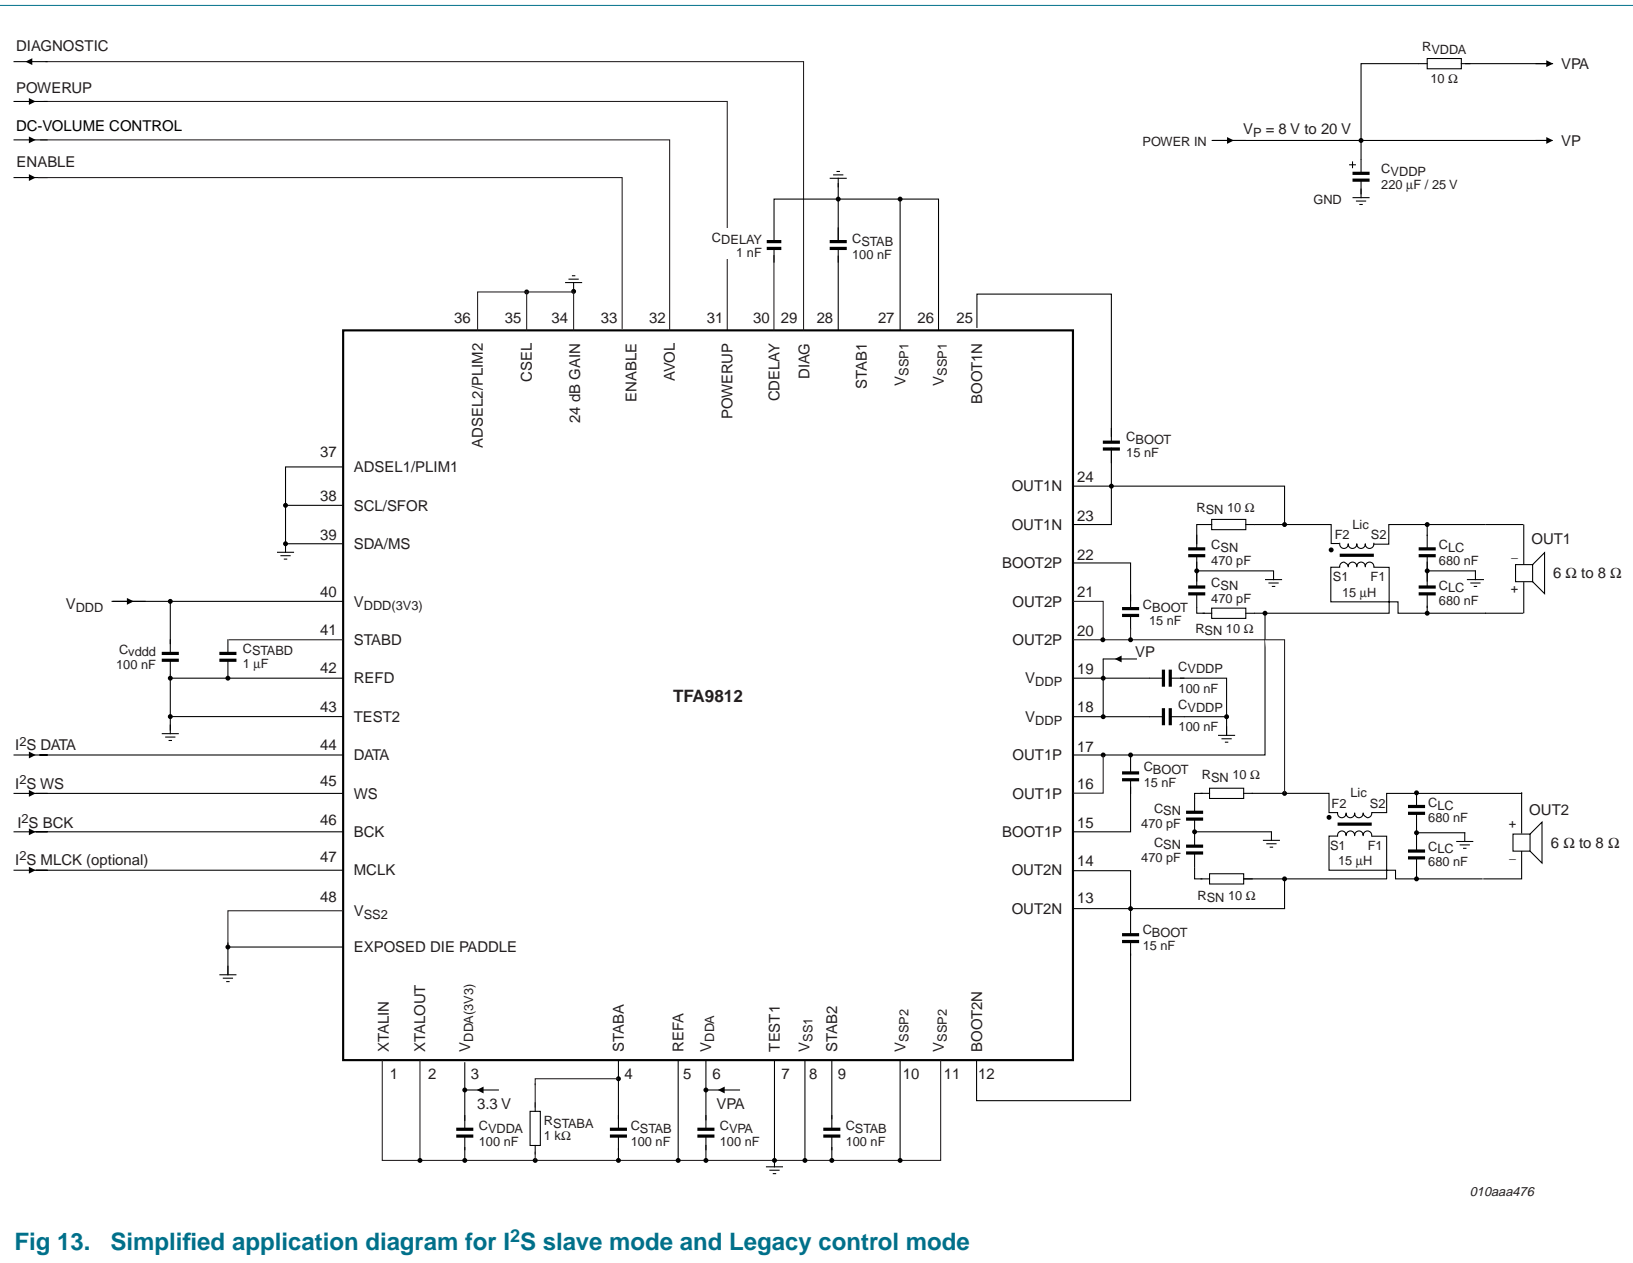 DIAGNOSTIC
POWERUP
DC-VOLUME CONTROL
ENABLE
RVDDA
10 Ω
VPA
POWER IN
VP = 8 V to 20 V
VP
+
CVDDP
220 μF / 25 V
GND
CDELAY
1 nF
CSTAB
100 nF
36
35
34
33
32
31
30
29
28
27
26
25
ADSEL2/PLIM2
CSEL
24 dB GAIN
ENABLE
AVOL
POWERUP
CDELAY
DIAG
STAB1
VSSP1
VSSP1
BOOT1N
37
ADSEL1/PLIM1
38
SCL/SFOR
39
SDA/MS
VDDD
40
VDDD(3V3)
41
STABD
Cvddd
100 nF
CSTABD
1 μF
42
REFD
43
TEST2
I2S DATA
44
DATA
I2S WS
45
WS
I2S BCK
46
BCK
I2S MLCK (optional)
47
MCLK
48
VSS2
EXPOSED DIE PADDLE
TFA9812
CBOOT
15 nF
OUT1N
24
OUT1N
23
BOOT2P
22
OUT2P
21
CBOOT
15 nF
OUT2P
20
VP
VDDP
19
CVDDP
100 nF
VDDP
18
CVDDP
100 nF
OUT1P
17
CBOOT
15 nF
OUT1P
16
BOOT1P
15
OUT2N
14
OUT2N
13
CBOOT
15 nF
RSN 10 Ω
CSN
470 pF
CSN
470 pF
RSN 10 Ω
Lic
F2 S2
S1 F1
15 μH
CLC
680 nF
CLC
680 nF
OUT1
−
+
6 Ω to 8 Ω
RSN 10 Ω
CSN
470 pF
CSN
470 pF
RSN 10 Ω
Lic
F2 S2
S1 F1
15 μH
CLC
680 nF
CLC
680 nF
OUT2
+
−
6 Ω to 8 Ω
XTALIN
XTALOUT
VDDA(3V3)
STABA
REFA
VDDA
TEST1
VSS1
STAB2
VSSP2
VSSP2
BOOT2N
1
2
3
4
5
6
7
8
9
10
11
12
3.3 V
VPA
CVDDA
100 nF
RSTABA
1 kΩ
CSTAB
100 nF
CVPA
100 nF
CSTAB
100 nF
010aaa476
Fig 13. Simplified application diagram for I2S slave mode and Legacy control mode